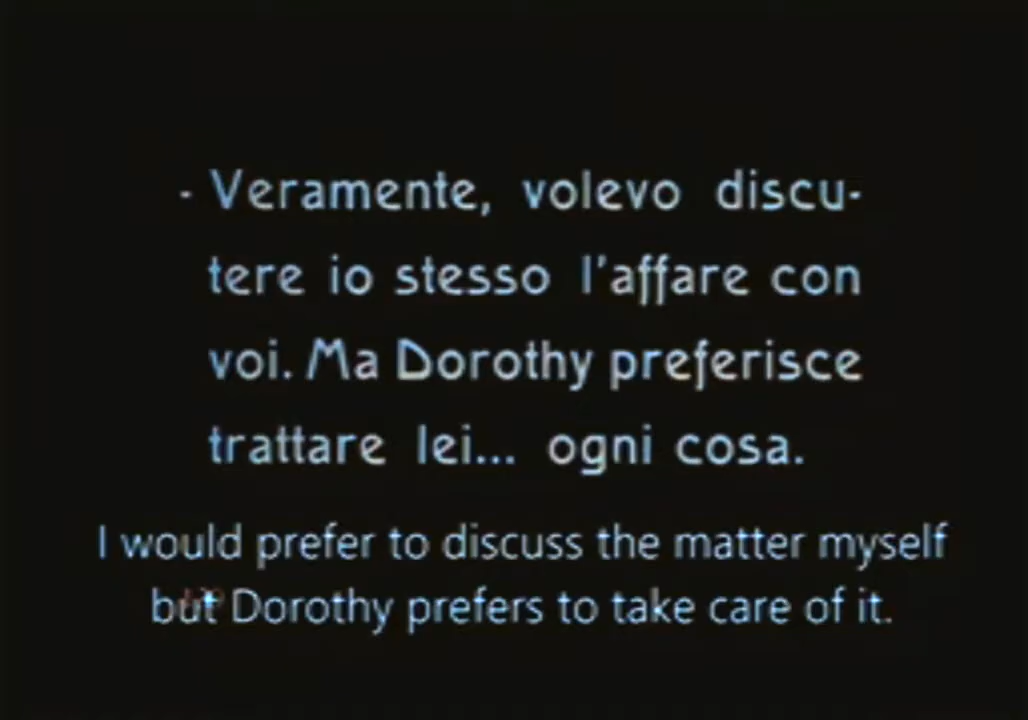 - Veramente, volevo discu-
tere io stesso l'affare con
voi. Ma Dorothy preferisce
trattare lei... ogni cosa.
I would prefer to discuss the matter myself
but Dorothy prefers to take care of it.